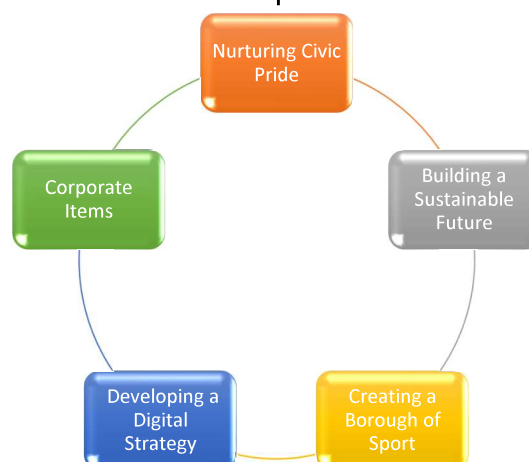 Nurturing Civic
Pride
Building a
Sustainable
Future
Creating a
Borough of
Sport
Developing a
Digital
Strategy
Corporate
Items